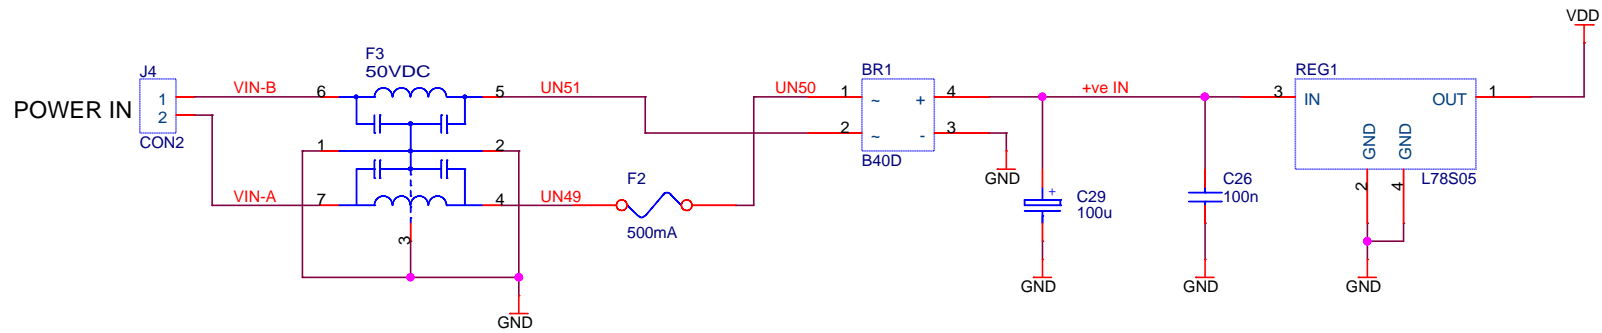 VDD
F3
50VDC
J4
BR1
REG1
POWER IN
1
2
CON2
VIN-B
6
5
UN51
UN50
1
~
+
4
+ve IN
3
IN
OUT
1
2
~
-
3
B40D
GND
1
2
GND
GND
2
4
L78S05
VIN-A
7
4
UN49
F2
500mA
3
+
C29
100u
C26
100n
GND
GND
GND
GND